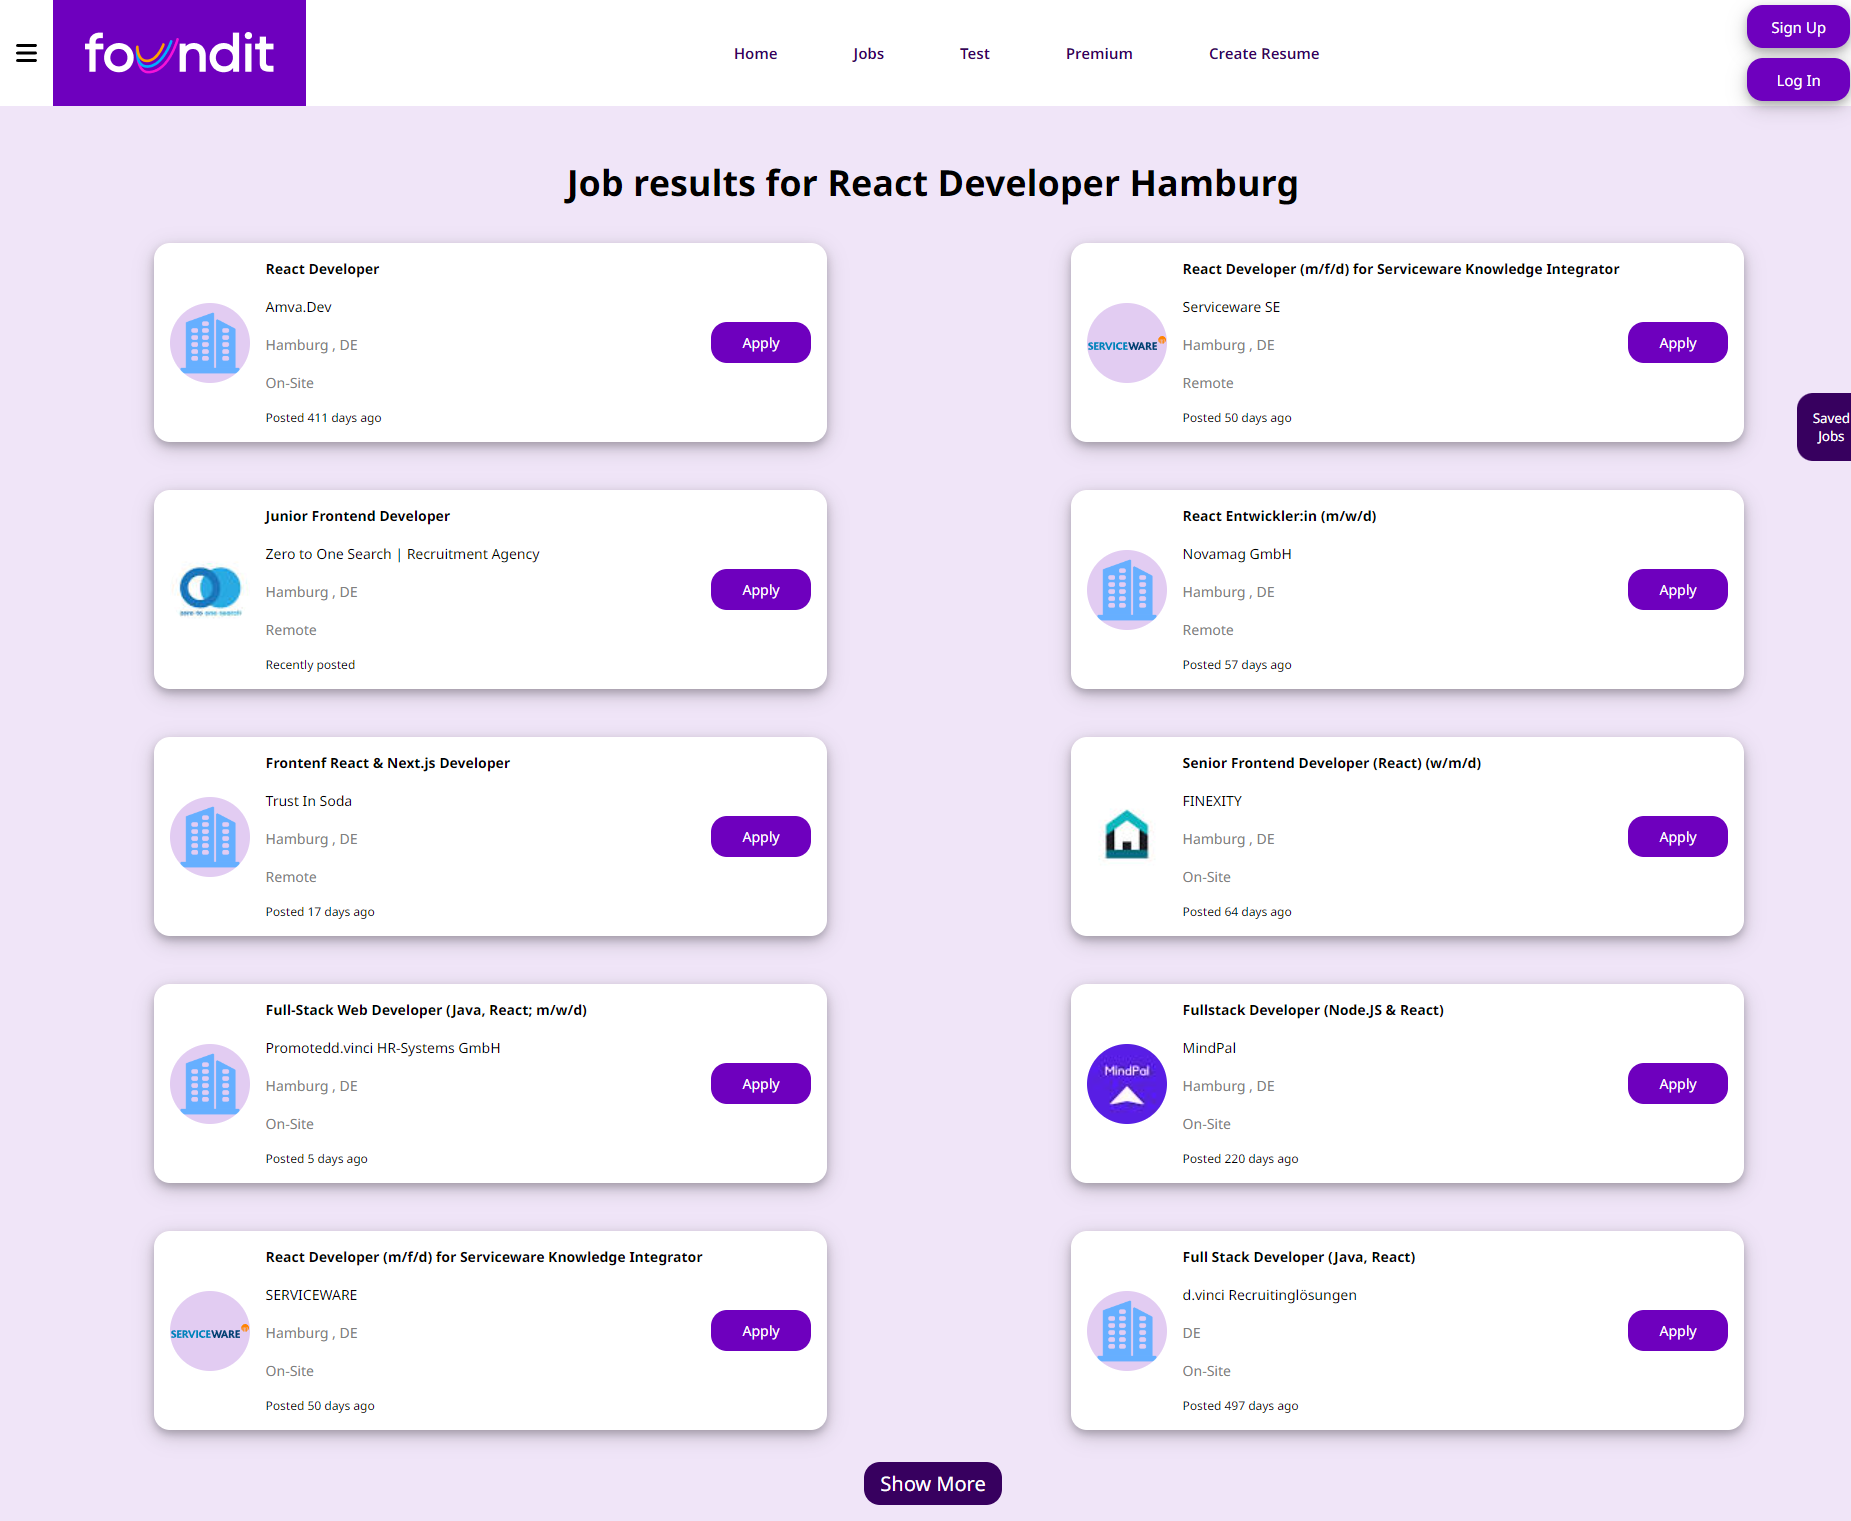 foundit
Home
Jobs
Test
Premium
Create Resume
Sign Up
Log In
Job results for React Developer Hamburg
React Developer
Amva.Dev
Hamburg , DE
On-Site
Posted 411 days ago
Apply
SERVICEWARE
React Developer (m/f/d) for Serviceware Knowledge Integrator
Serviceware SE
Hamburg , DE
Remote
Posted 50 days ago
Apply
Saved
Jobs
zero to one search
Junior Frontend Developer
Zero to One Search | Recruitment Agency
Hamburg , DE
Remote
Recently posted
Apply
React Entwickler:in (m/w/d)
Novamag GmbH
Hamburg , DE
Remote
Posted 57 days ago
Apply
Frontenf React & Next.js Developer
Trust In Soda
Hamburg , DE
Remote
Posted 17 days ago
Apply
Senior Frontend Developer (React) (w/m/d)
FINEXITY
Hamburg , DE
On-Site
Posted 64 days ago
Apply
Full-Stack Web Developer (Java, React; m/w/d)
Promotedd.vinci HR-Systems GmbH
Hamburg , DE
On-Site
Posted 5 days ago
Apply
MindPal
Fullstack Developer (Node.JS & React)
MindPal
Hamburg , DE
On-Site
Posted 220 days ago
Apply
SERVICEWARE
React Developer (m/f/d) for Serviceware Knowledge Integrator
SERVICEWARE
Hamburg , DE
On-Site
Posted 50 days ago
Apply
Full Stack Developer (Java, React)
d.vinci Recruitinglösungen
DE
On-Site
Posted 497 days ago
Apply
Show More